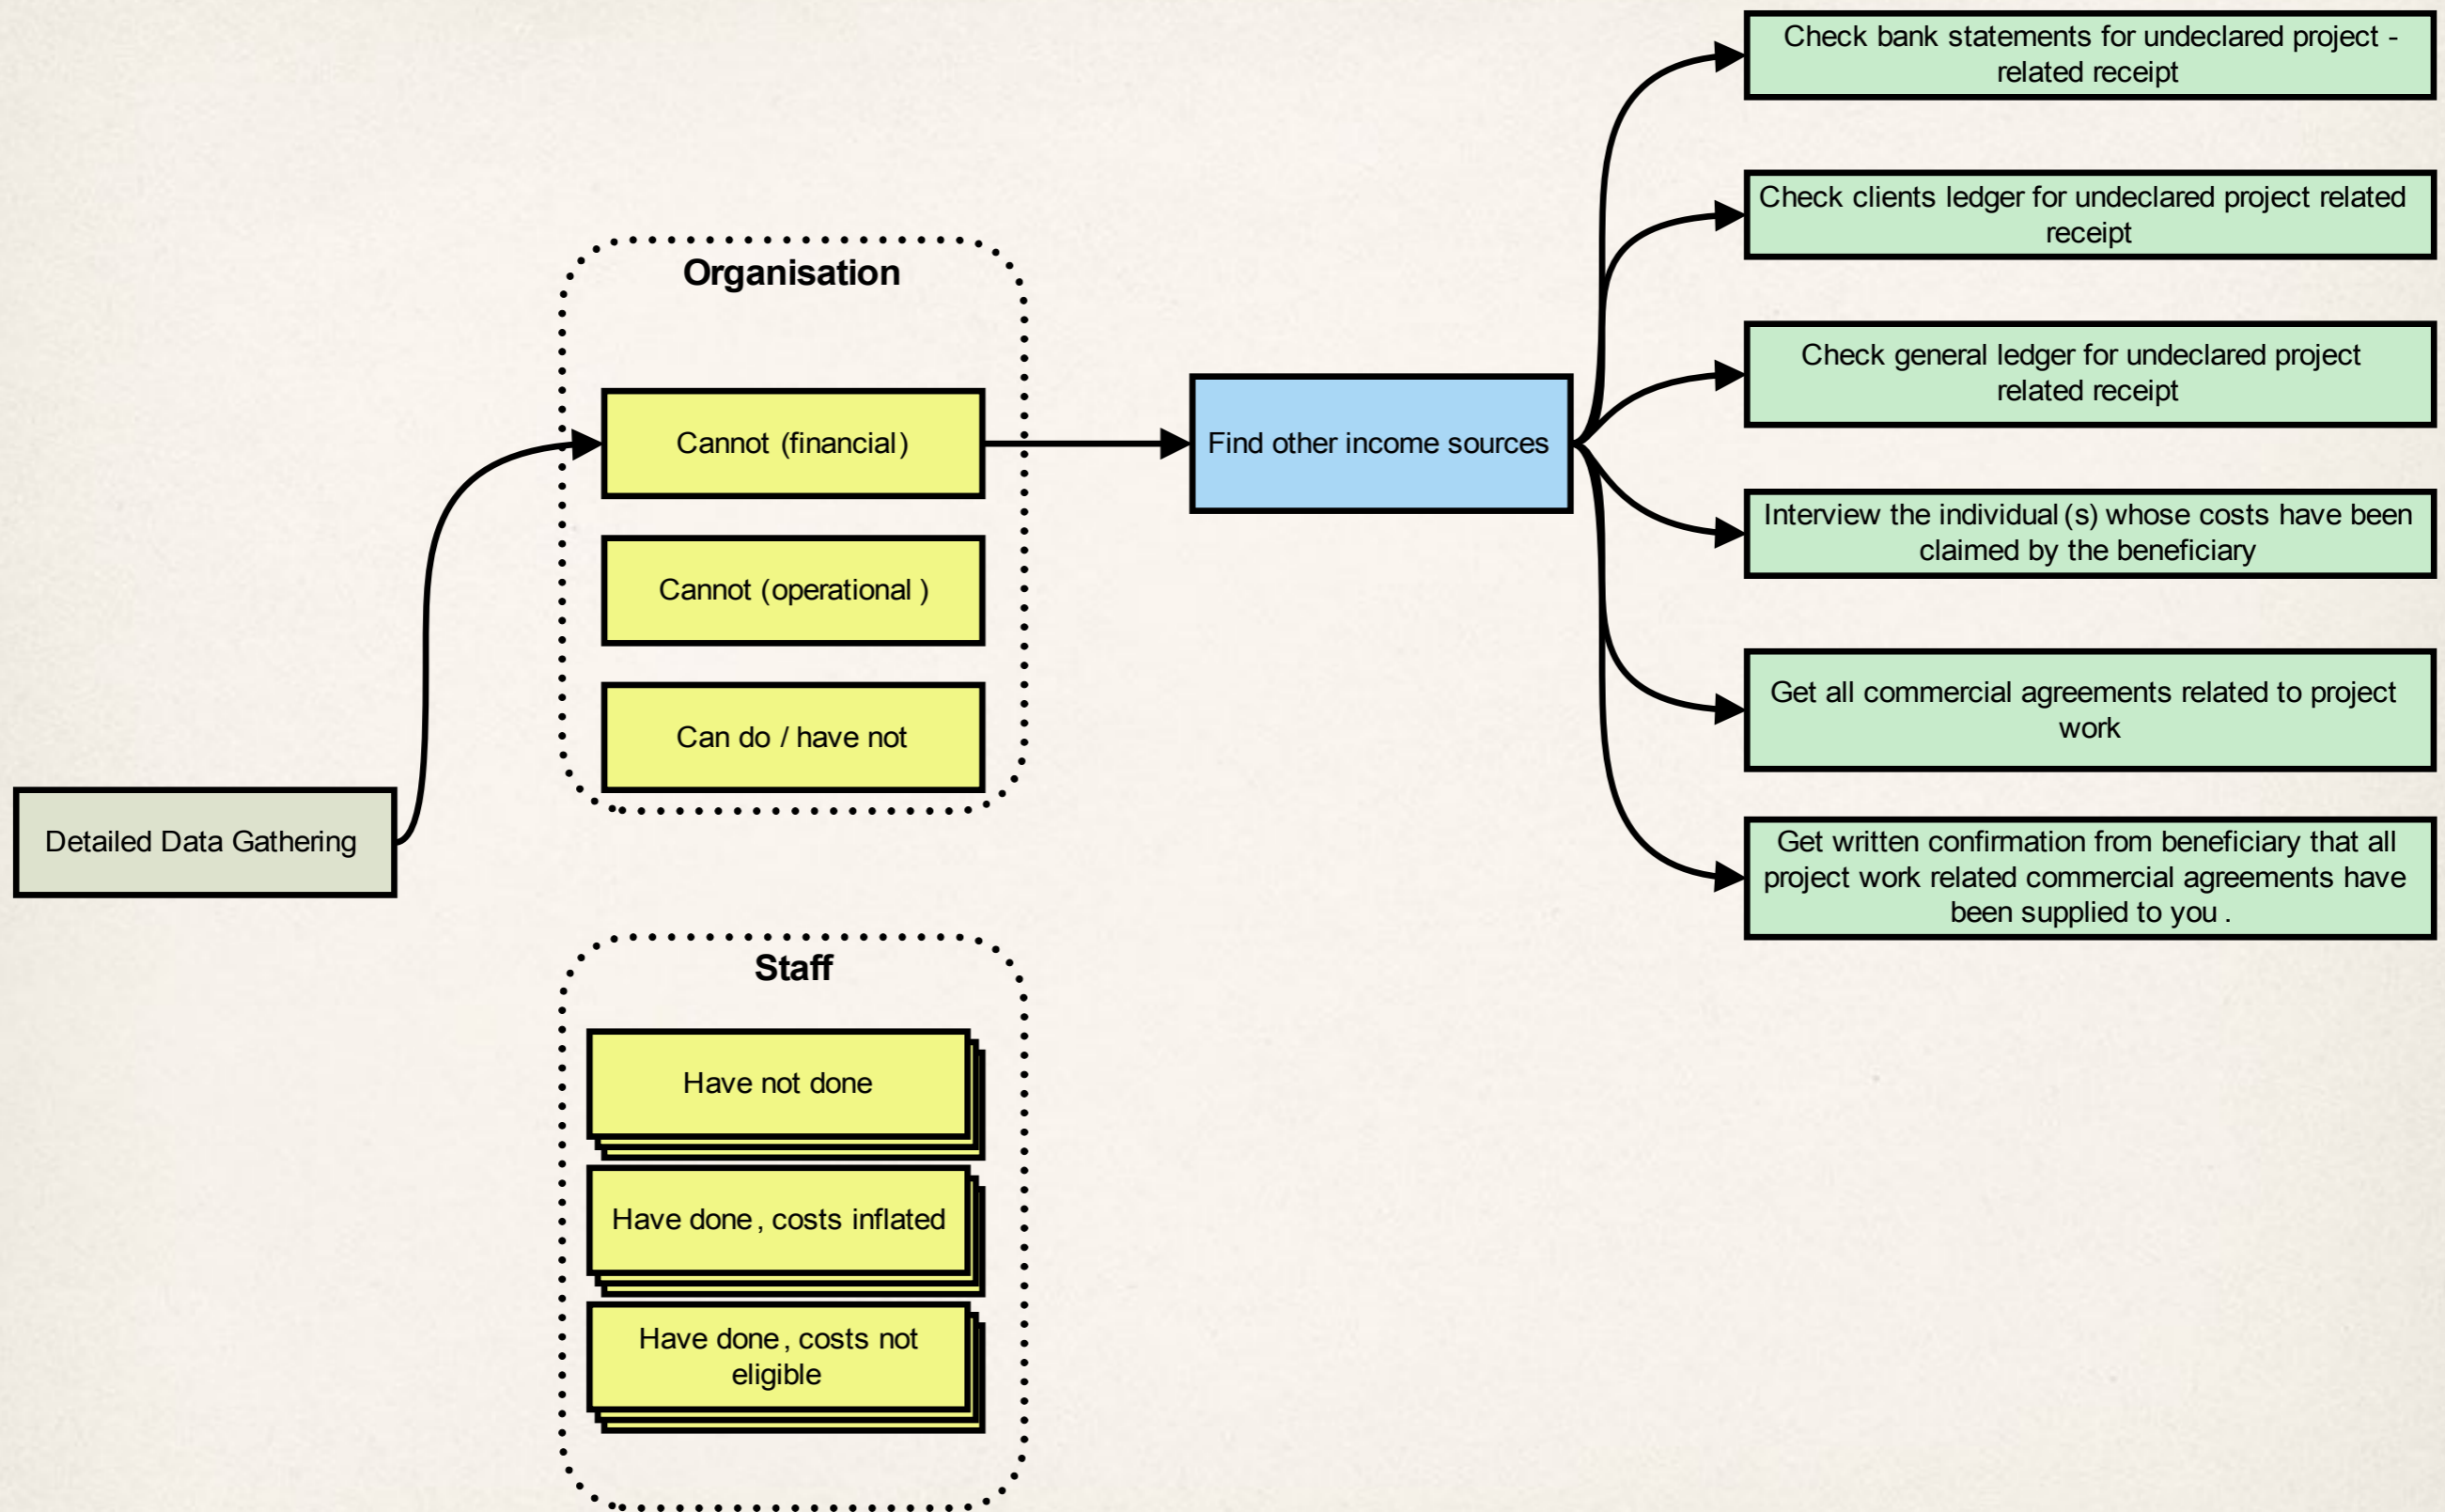 Detailed Data Gathering
Organisation
Cannot (financial)
Cannot (operational)
Can do / have not
Staff
Have not done
Have done, costs inflated
Have done, costs not
eligible
Find other income sources
Check bank statements for undeclared project -
related receipt
Check clients ledger for undeclared project related
receipt
Check general ledger for undeclared project
related receipt
Interview the individual(s) whose costs have been
claimed by the beneficiary
Get all commercial agreements related to project
work
Get written confirmation from beneficiary that all
project work related commercial agreements have
been supplied to you.